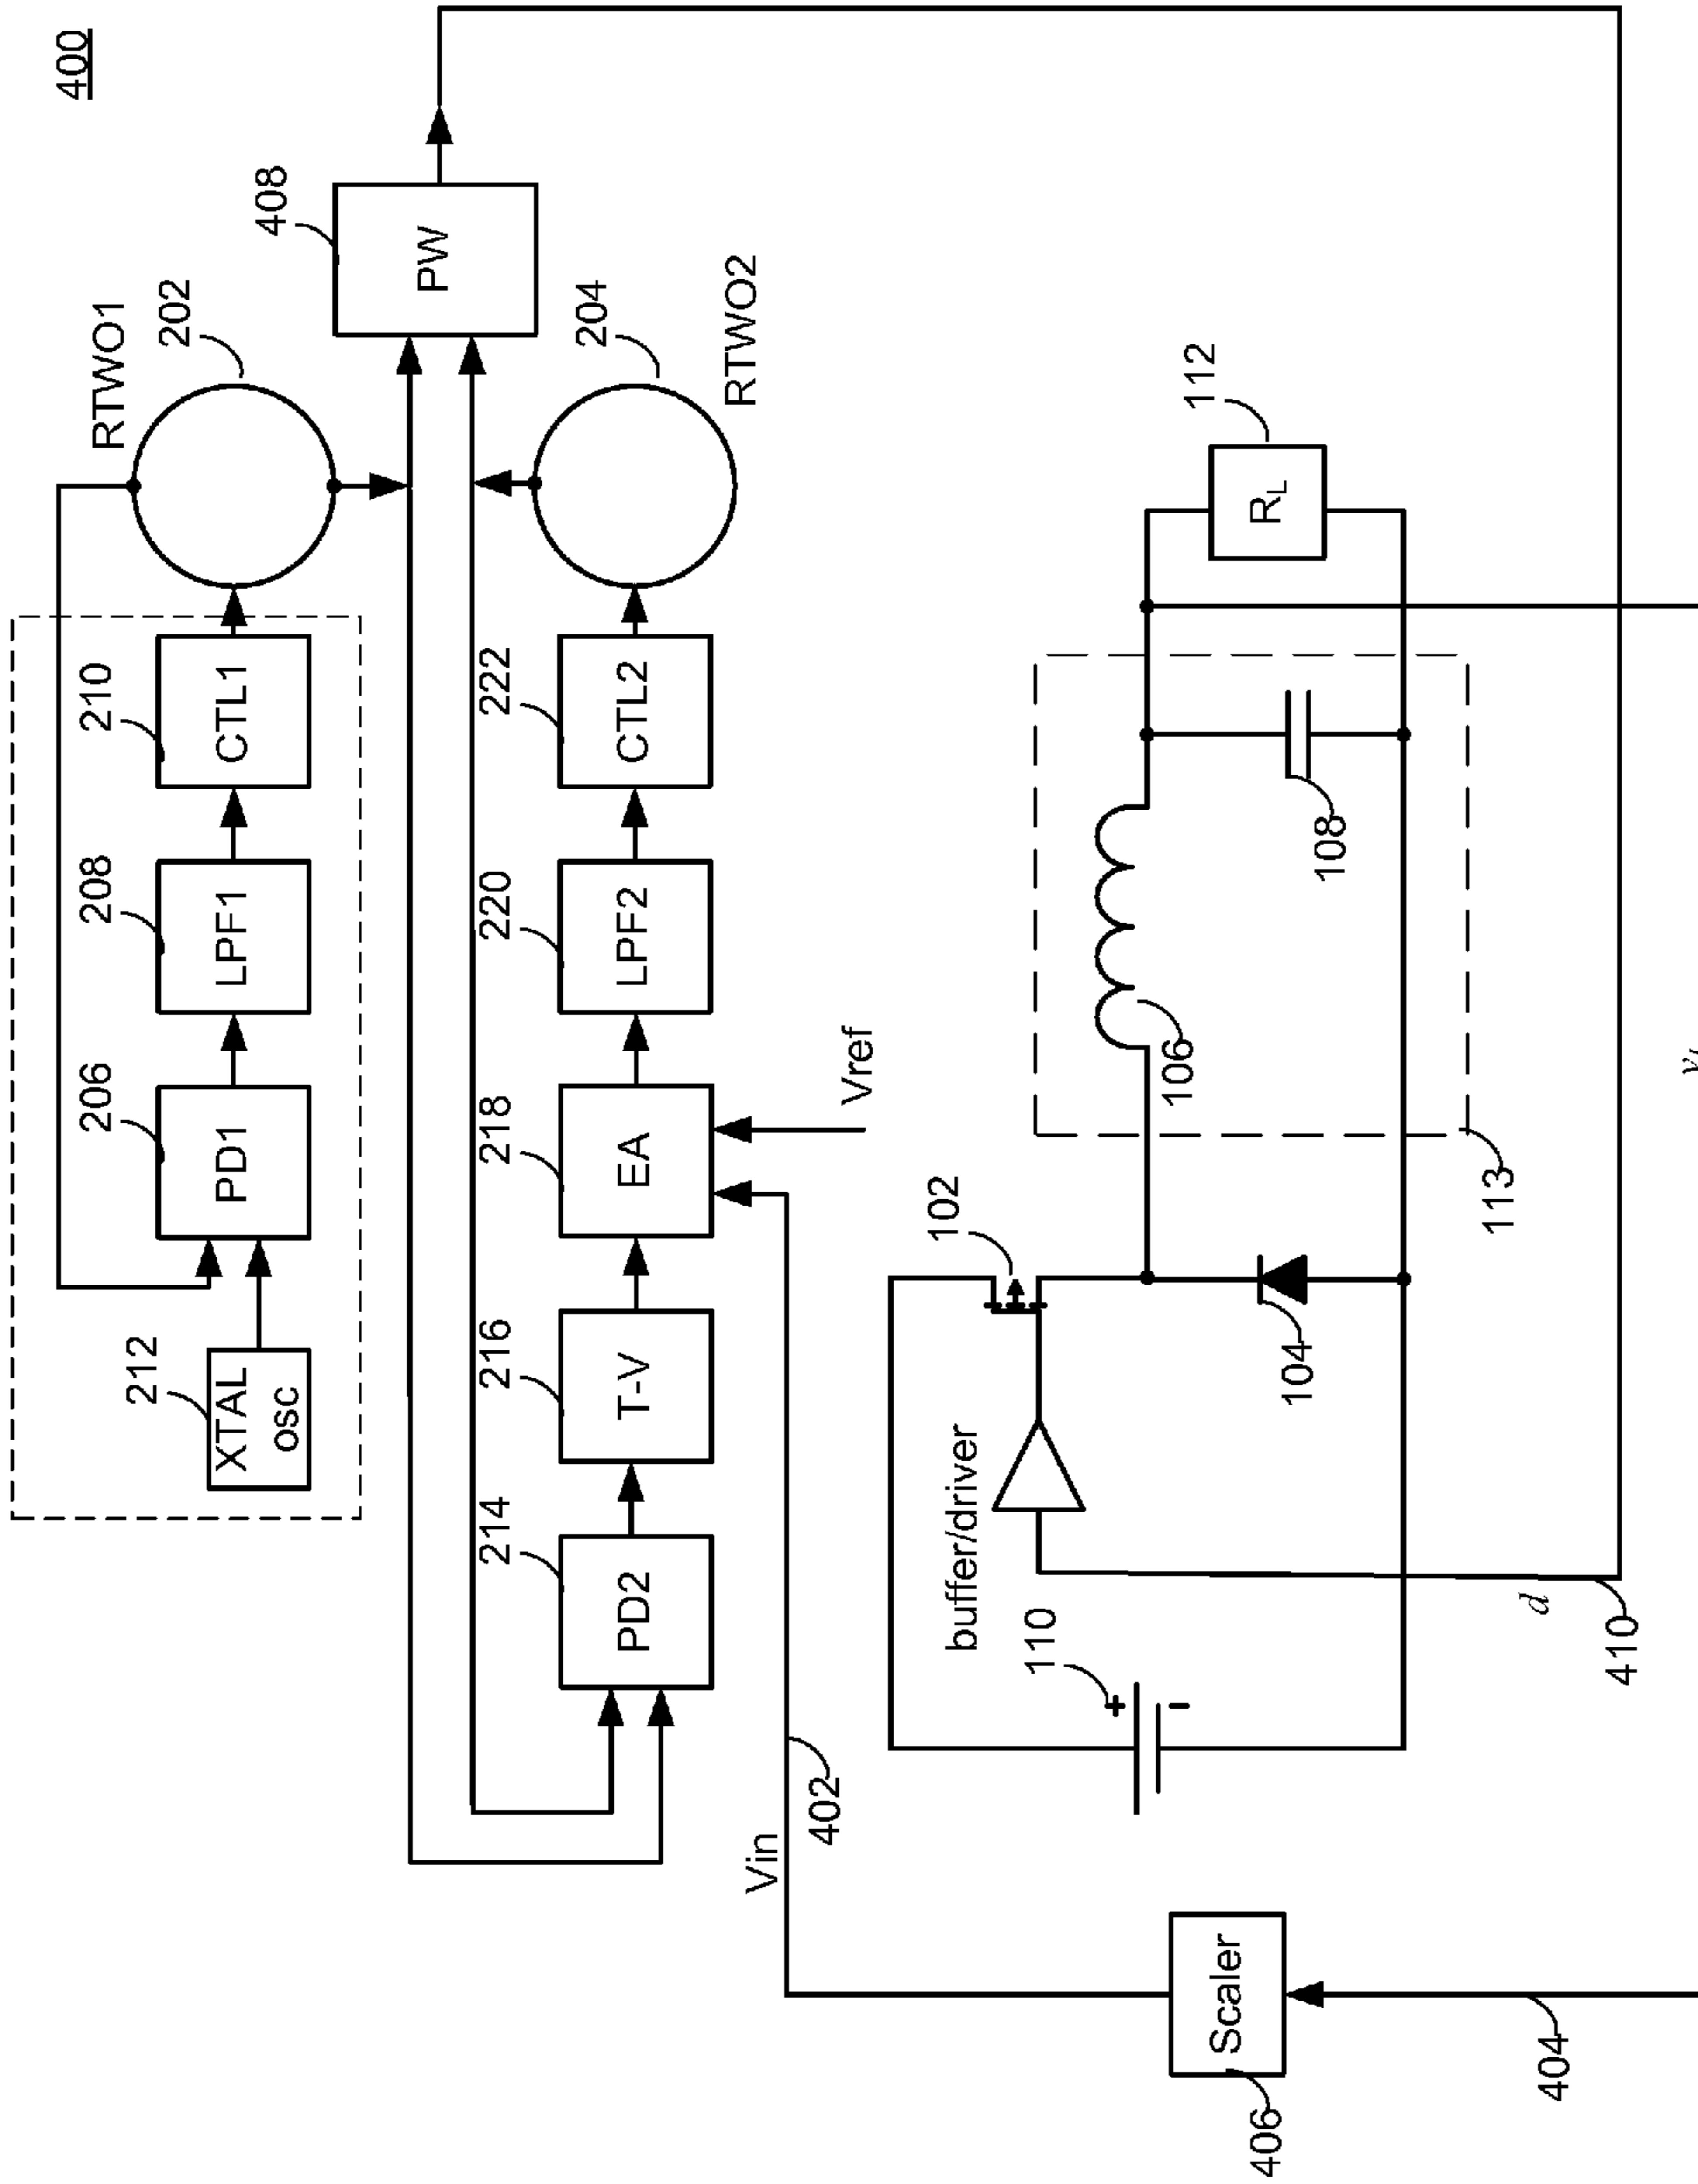 400
RTWO1
202
210
CTL1
208
LPF1
206
PD1
212
XTAL
osc
408
PW
204
RTWO2
222
CTL2
220
LPF2
218
EA
216
T-V
214
PD2
Vref
Vin
402
112
R_L
108
106
113
102
104
buffer/driver
110
+
-
d
410
Scaler
406
404